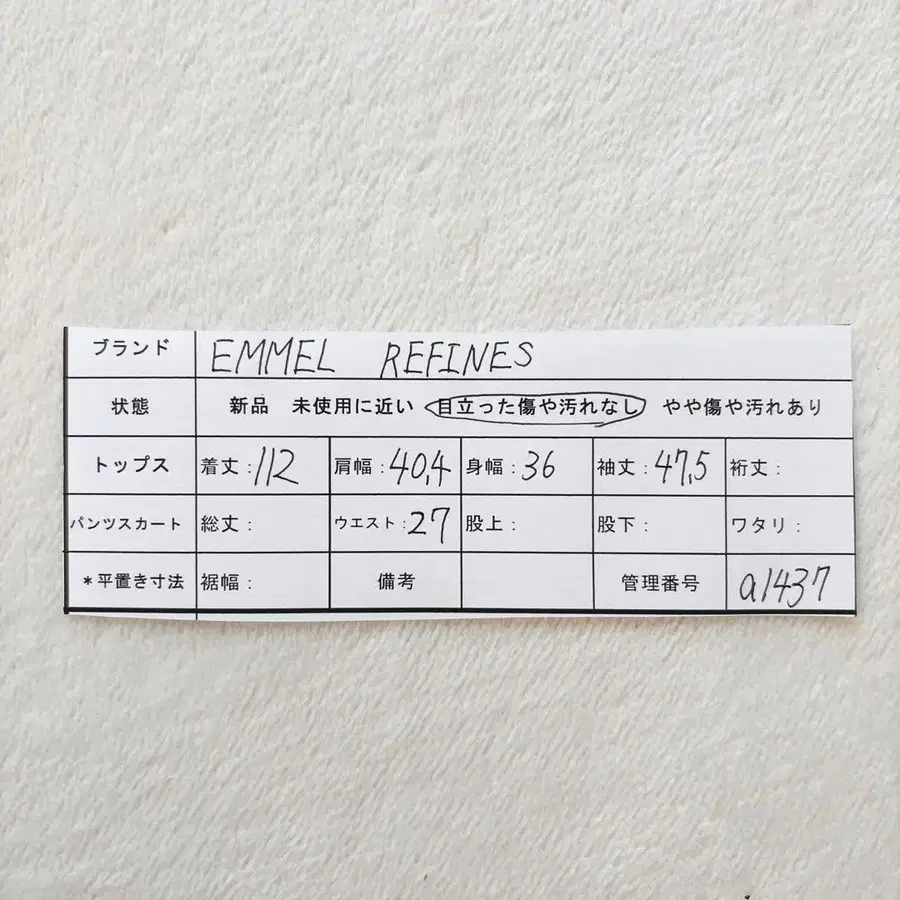 ブランド EMMEL REFINES
状態 新品 未使用に近い 目立った傷や汚れなし やや傷や汚れあり
トップス 着丈:112 肩幅:40,4 身幅:36 袖丈:47,5 裄丈:
パンツスカート 総丈: ウエスト:27 股上: 股下: ワタリ:
*平置き寸法 裾幅: 備考 管理番号 a1437